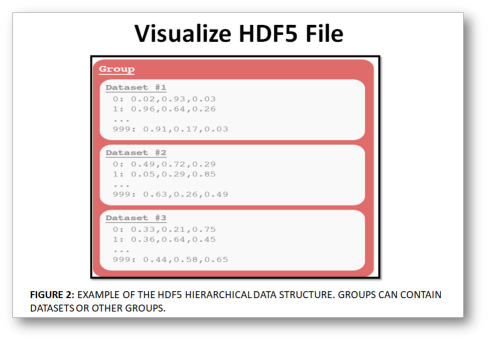 Visualize HDF5 File
Group
Dataset #1
0: 0.02,0.93,0.03
1: 0.96,0.64,0.26
...
999: 0.91,0.17,0.03
Dataset #2
0: 0.49,0.72,0.29
1: 0.05,0.29,0.85
...
999: 0.63,0.26,0.49
Dataset #3
0: 0.33,0.21,0.75
1: 0.36,0.64,0.45
...
999: 0.44,0.58,0.65
FIGURE 2: EXAMPLE OF THE HDF5 HIERARCHICAL DATA STRUCTURE. GROUPS CAN CONTAIN
DATASETS OR OTHER GROUPS.